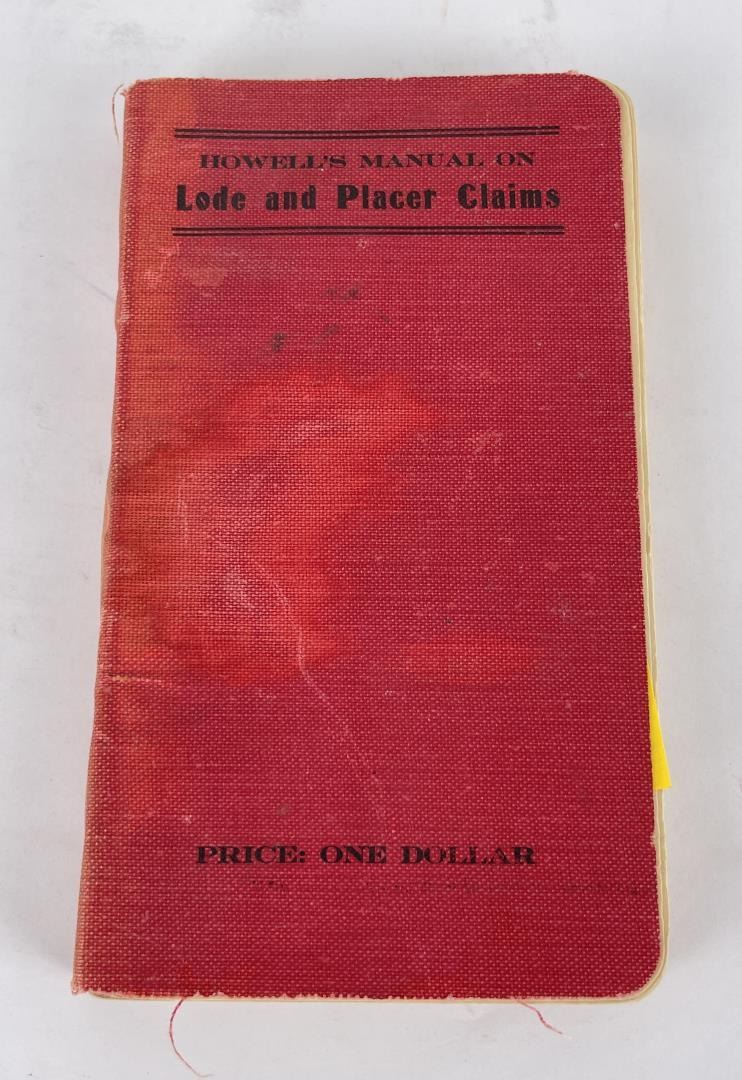 HOWELL'S MANUAL ON
Lode and Placer Claims
PRICE: ONE DOLLAR